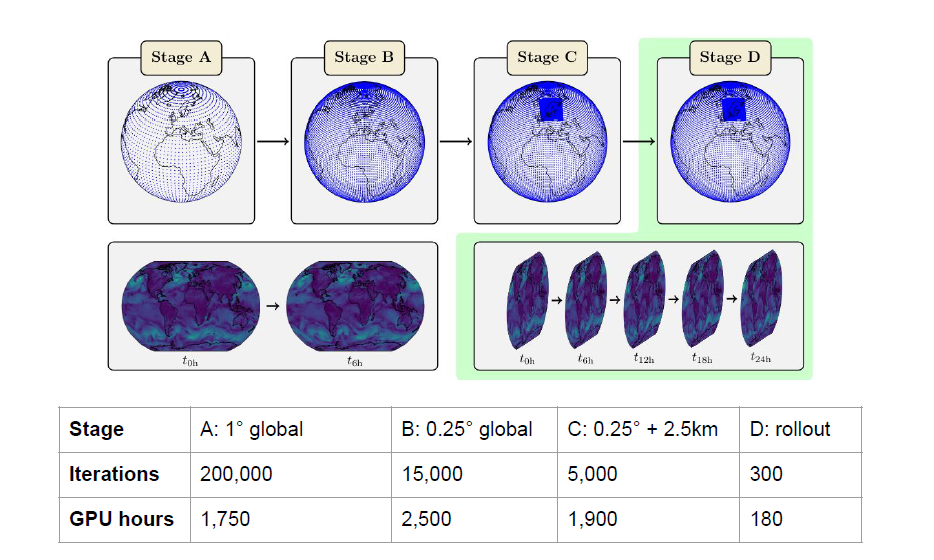 Stage A
Stage B
Stage C
Stage D
t0h
t6h
t0h
t6h
t12h
t18h
t24h
Stage A: 1° global B: 0.25° global C: 0.25° + 2.5km D: rollout
Iterations 200,000 15,000 5,000 300
GPU hours 1,750 2,500 1,900 180